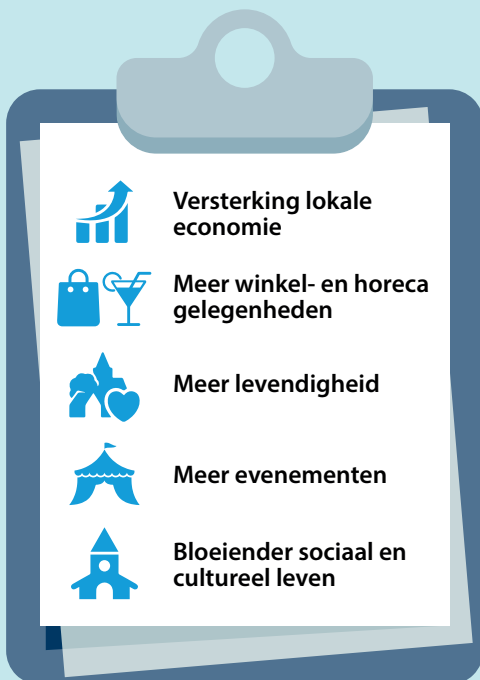 Versterking lokale
economie
Meer winkel- en horeca
gelegenheden
Meer levendigheid
Meer evenementen
Bloeiender sociaal en
cultureel leven